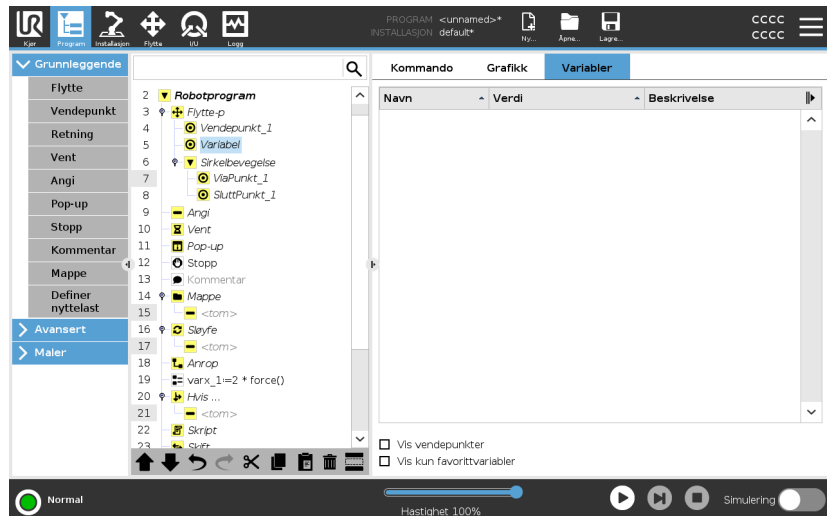 PROGRAM <unnamed>*
INSTALLASJON default*
cccc
cccc
Kjør
Program
Installasjon
Flytte
I/U
Logg
Ny...
Åpne...
Lagre...
Grunnleggende
Flytte
Vendepunkt
Retning
Vent
Angi
Pop-up
Stopp
Kommentar
Mappe
Definer
nyttelast
Avansert
Maler
2 Robotprogram
3 Flytte-p
4 Vendepunkt_1
5 Variabel
6 Sirkelbevegelse
7 ViaPunkt_1
8 SluttPunkt_1
9 Angi
10 Vent
11 Pop-up
12 Stopp
13 Kommentar
14 Mappe
15 <tom>
16 Sløyfe
17 <tom>
18 Anrop
19 varx_1:=2 * force()
20 Hvis ...
21 <tom>
22 Skript
23 Skift
Kommando Grafikk Variabler
Navn Verdi Beskrivelse
Vis vendepunkter
Vis kun favorittvariabler
Normal
Hastighet 100%
Simulering